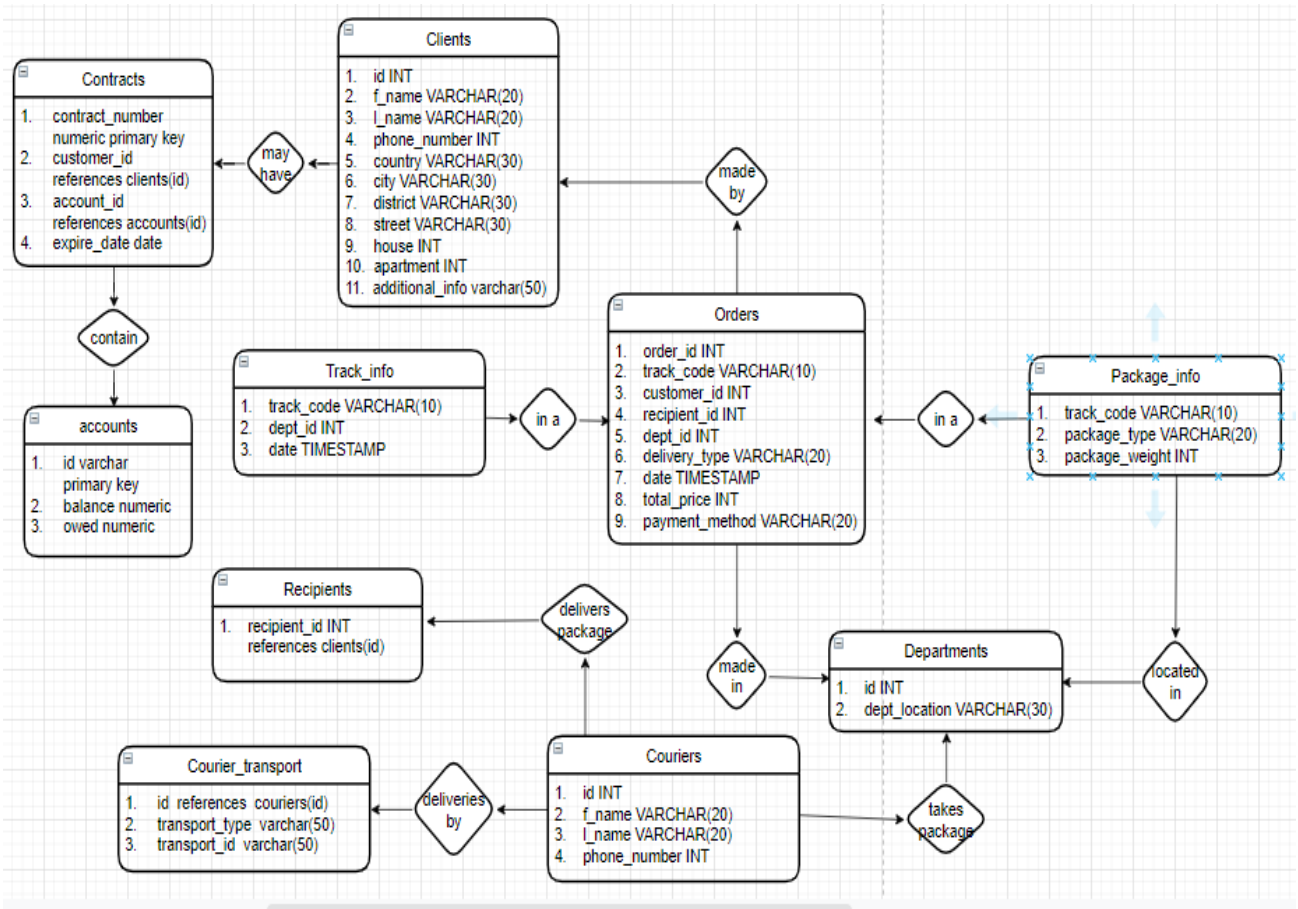 Clients
1. id INT
2. f_name VARCHAR(20)
3. l_name VARCHAR(20)
4. phone_number INT
5. country VARCHAR(30)
6. city VARCHAR(30)
7. district VARCHAR(30)
8. street VARCHAR(30)
9. house INT
10. apartment INT
11. additional_info varchar(50)
Contracts
1. contract_number
numeric primary key
2. customer_id
references clients(id)
3. account_id
references accounts(id)
4. expire_date date
may
have
made
by
contain
Orders
1. order_id INT
2. track_code VARCHAR(10)
3. customer_id INT
4. recipient_id INT
5. dept_id INT
6. delivery_type VARCHAR(20)
7. date TIMESTAMP
8. total_price INT
9. payment_method VARCHAR(20)
Track_info
1. track_code VARCHAR(10)
2. dept_id INT
3. date TIMESTAMP
in a
in a
Package_info
1. track_code VARCHAR(10)
2. package_type VARCHAR(20)
3. package_weight INT
accounts
1. id varchar
primary key
2. balance numeric
3. owed numeric
Recipients
1. recipient_id INT
references clients(id)
delivers
package
made
in
Departments
1. id INT
2. dept_location VARCHAR(30)
located
in
Courier_transport
1. id references couriers(id)
2. transport_type varchar(50)
3. transport_id varchar(50)
deliveries
by
Couriers
1. id INT
2. f_name VARCHAR(20)
3. l_name VARCHAR(20)
4. phone_number INT
takes
package